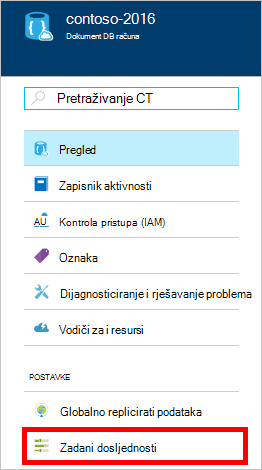 contoso-2016
Dokument DB računa
Pretraživanje CT
Pregled
Zapisnik aktivnosti
AU Kontrola pristupa (IAM)
Oznaka
Dijagnosticiranje i rješavanje problema
Vodiči za i resursi
POSTAVKE
Globalno replicirati podataka
Zadani dosljednosti